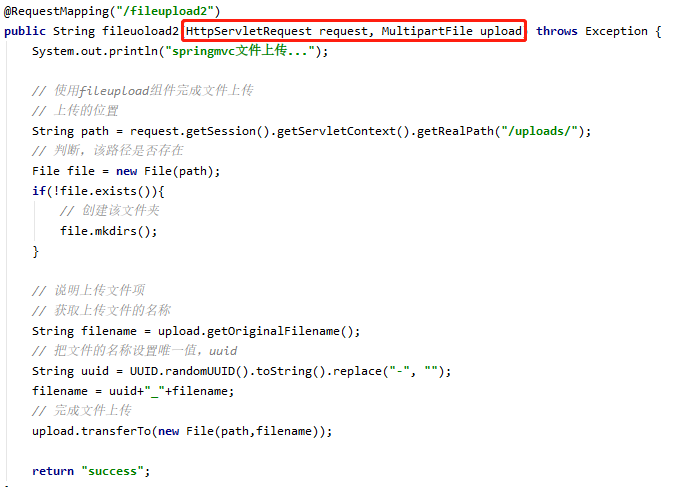 @RequestMapping("/fileupload2")
public String fileuoload2(HttpServletRequest request, MultipartFile upload) throws Exception {
System.out.println("springmvc文件上传...");
// 使用fileupload组件完成文件上传
// 上传的位置
String path = request.getSession().getServletContext().getRealPath("/uploads/");
// 判断，该路径是否存在
File file = new File(path);
if(!file.exists()){
// 创建该文件夹
file.mkdirs();
}
// 说明上传文件项
// 获取上传文件的名称
String filename = upload.getOriginalFilename();
// 把文件的名称设置唯一值，uuid
String uuid = UUID.randomUUID().toString().replace("-", "");
filename = uuid+"_"+filename;
// 完成文件上传
upload.transferTo(new File(path,filename));
return "success";